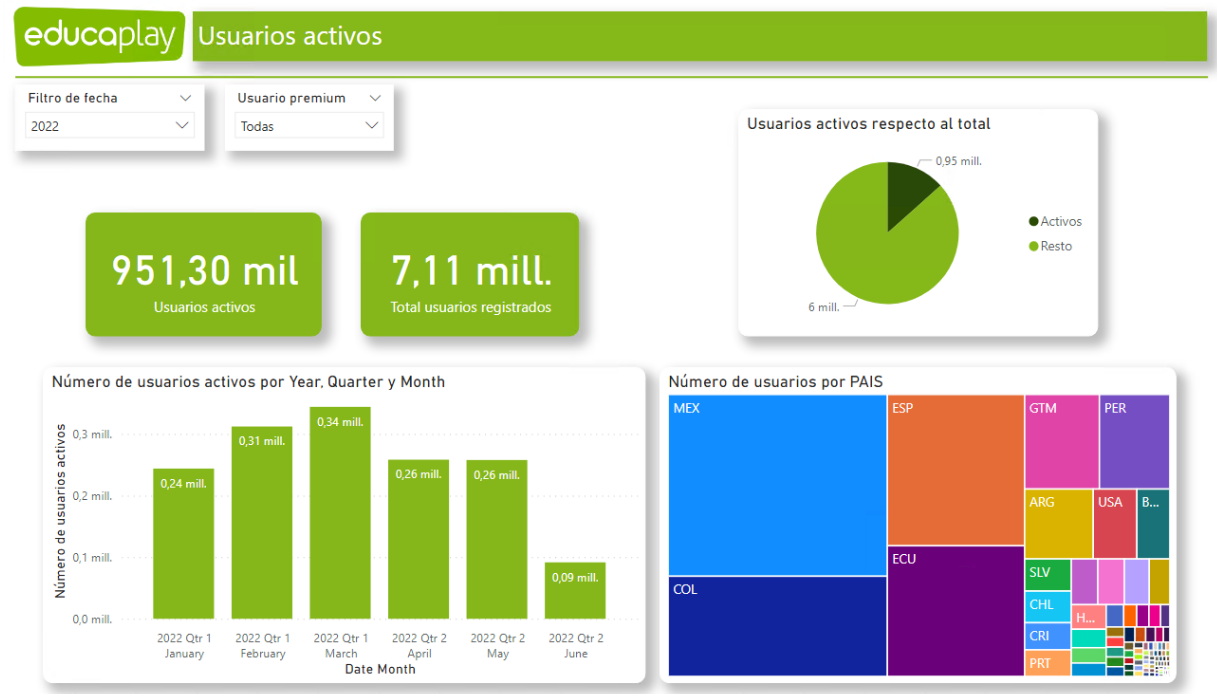 educaplay
Usuarios activos
Filtro de fecha
2022
Usuario premium
Todas
951,30 mil
Usuarios activos
7,11 mill.
Total usuarios registrados
Usuarios activos respecto al total
0,95 mill.
6 mill.
Activos
Resto
Número de usuarios activos por Year, Quarter y Month
Número de usuarios activos
0,3 mill.
0,2 mill.
0,1 mill.
0,0 mill.
0,24 mill.
0,31 mill.
0,34 mill.
0,26 mill.
0,26 mill.
0,09 mill.
2022 Qtr 1
January
2022 Qtr 1
February
2022 Qtr 1
March
2022 Qtr 2
April
2022 Qtr 2
May
2022 Qtr 2
June
Date Month
Número de usuarios por PAIS
MEX
COL
ESP
ECU
GTM
PER
ARG
USA
B...
SLV
CHL
CRI
PRT
H...